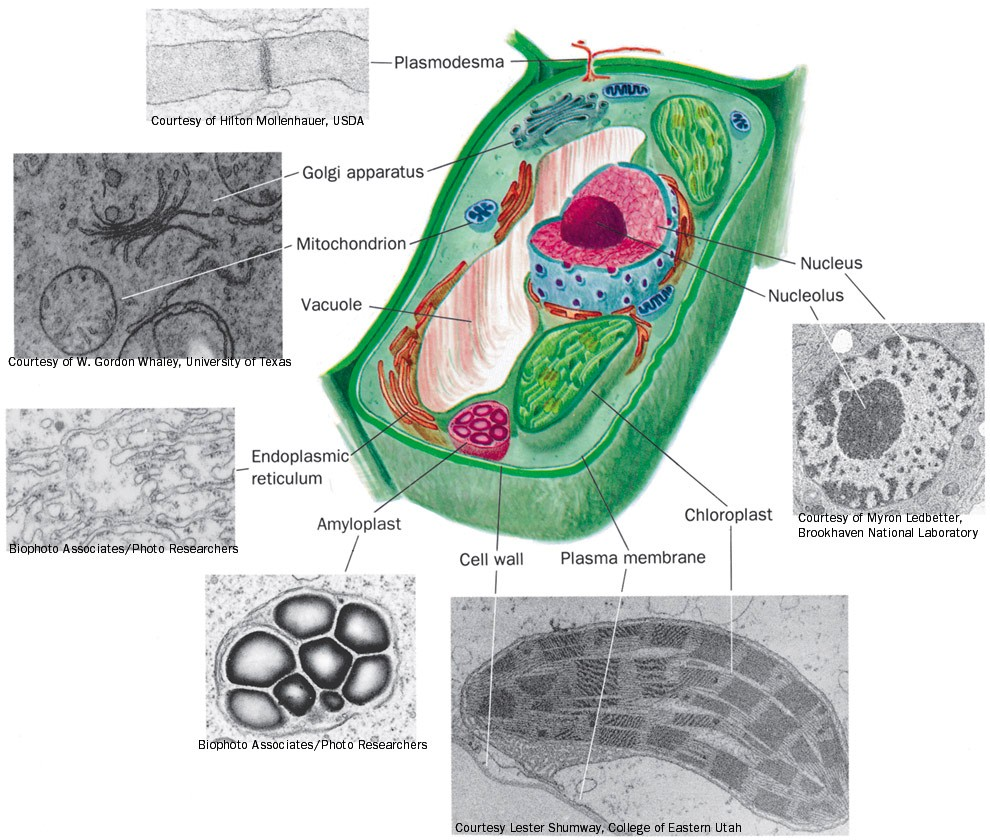 Plasmodesma
Courtesy of Hilton Mollenhauer, USDA
Golgi apparatus
Mitochondrion
Vacuole
Courtesy of W. Gordon Whaley, University of Texas
Nucleus
Nucleolus
Endoplasmic
reticulum
Biophoto Associates/Photo Researchers
Amyloplast
Biophoto Associates/Photo Researchers
Cell wall
Plasma membrane
Chloroplast
Courtesy of Myron Ledbetter,
Brookhaven National Laboratory
Courtesy Lester Shumway, College of Eastern Utah